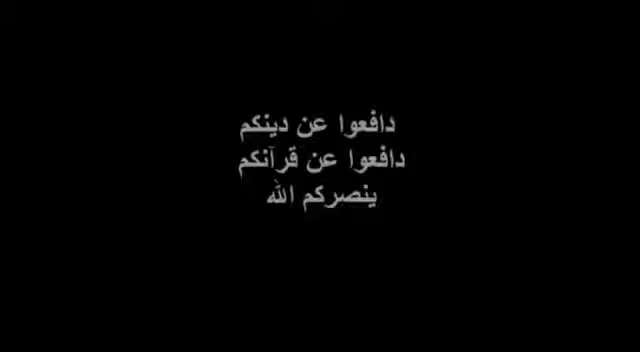 دافعوا عن دينكم
دافعوا عن قرآنكم
ينصركم الله